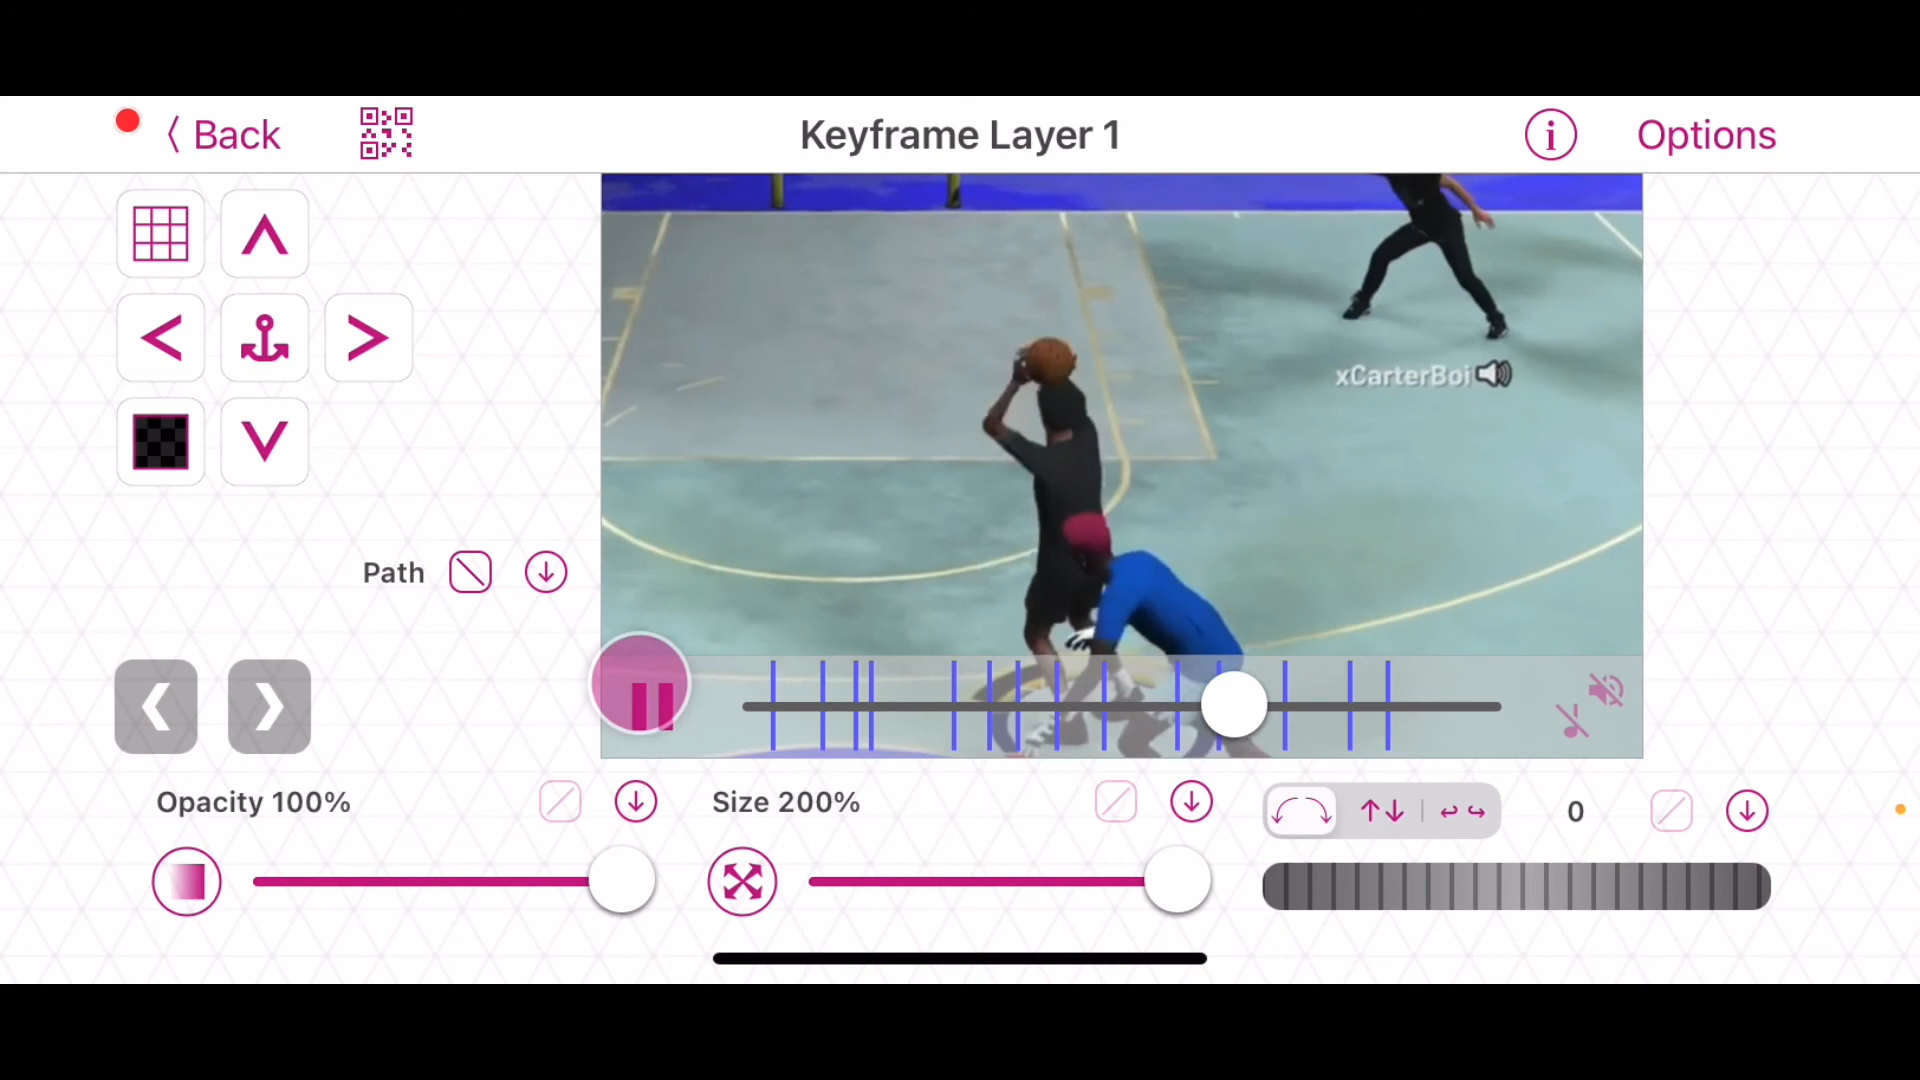 Back
Keyframe Layer 1
Options
xCarterBoi
Path
Opacity 100%
Size 200%
0